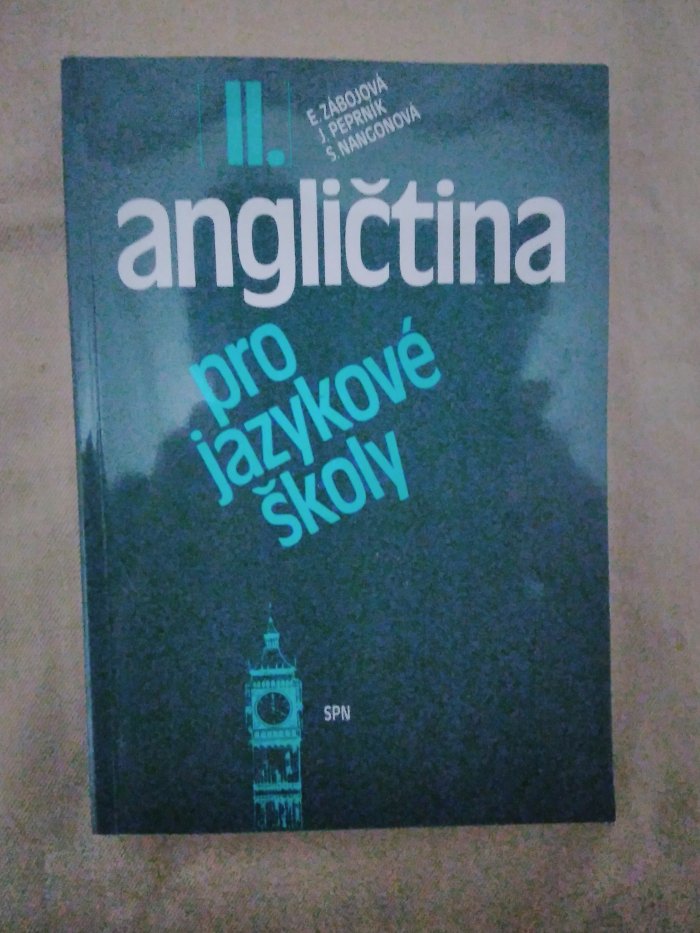 II.
E. ZÁBOJOVÁ
J. PEPRNÍK
S. NANGONOVÁ
angličtina
pro
jazykové
školy
SPN